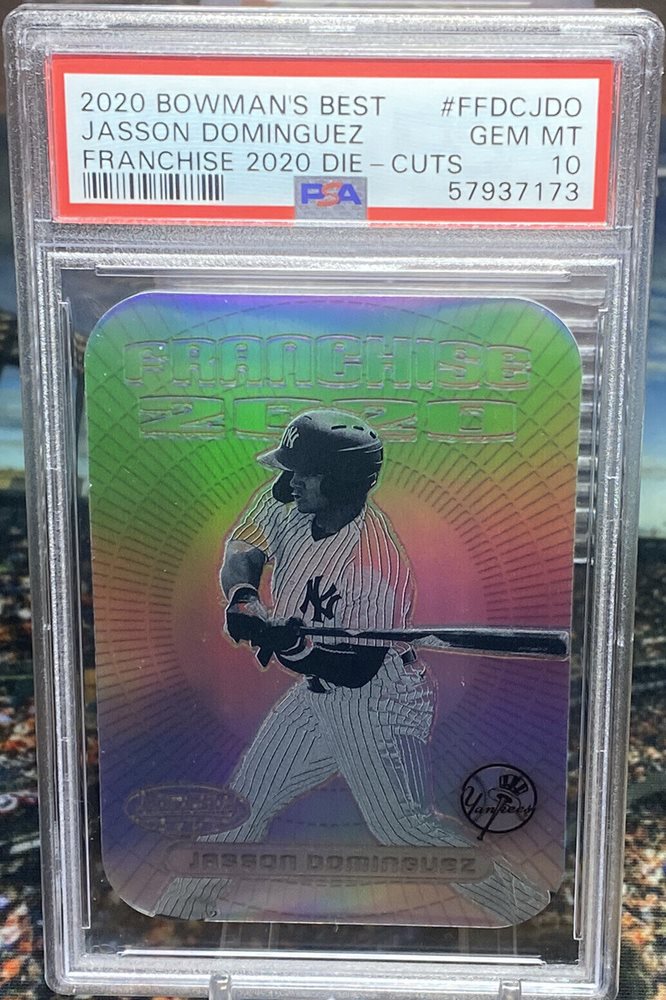 2020 BOWMAN'S BEST #FFDCJDO
JASSON DOMINGUEZ GEM MT
FRANCHISE 2020 DIE-CUTS 10
PSA 57937173
FRANCHISE
2020
NY
NY
Yankees
JASSON DOMINGUEZ